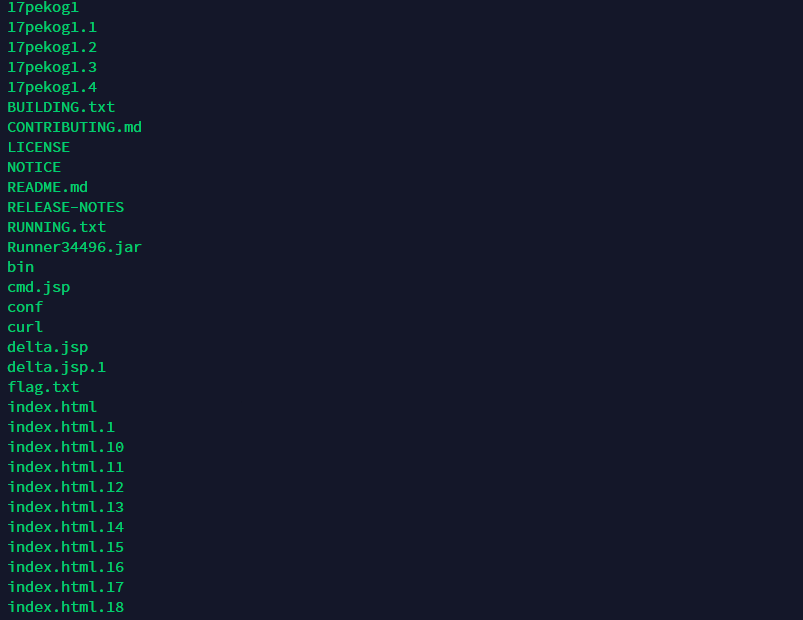 17pekog1
17pekog1.1
17pekog1.2
17pekog1.3
17pekog1.4
BUILDING.txt
CONTRIBUTING.md
LICENSE
NOTICE
README.md
RELEASE-NOTES
RUNNING.txt
Runner34496.jar
bin
cmd.jsp
conf
curl
delta.jsp
delta.jsp.1
flag.txt
index.html
index.html.1
index.html.10
index.html.11
index.html.12
index.html.13
index.html.14
index.html.15
index.html.16
index.html.17
index.html.18